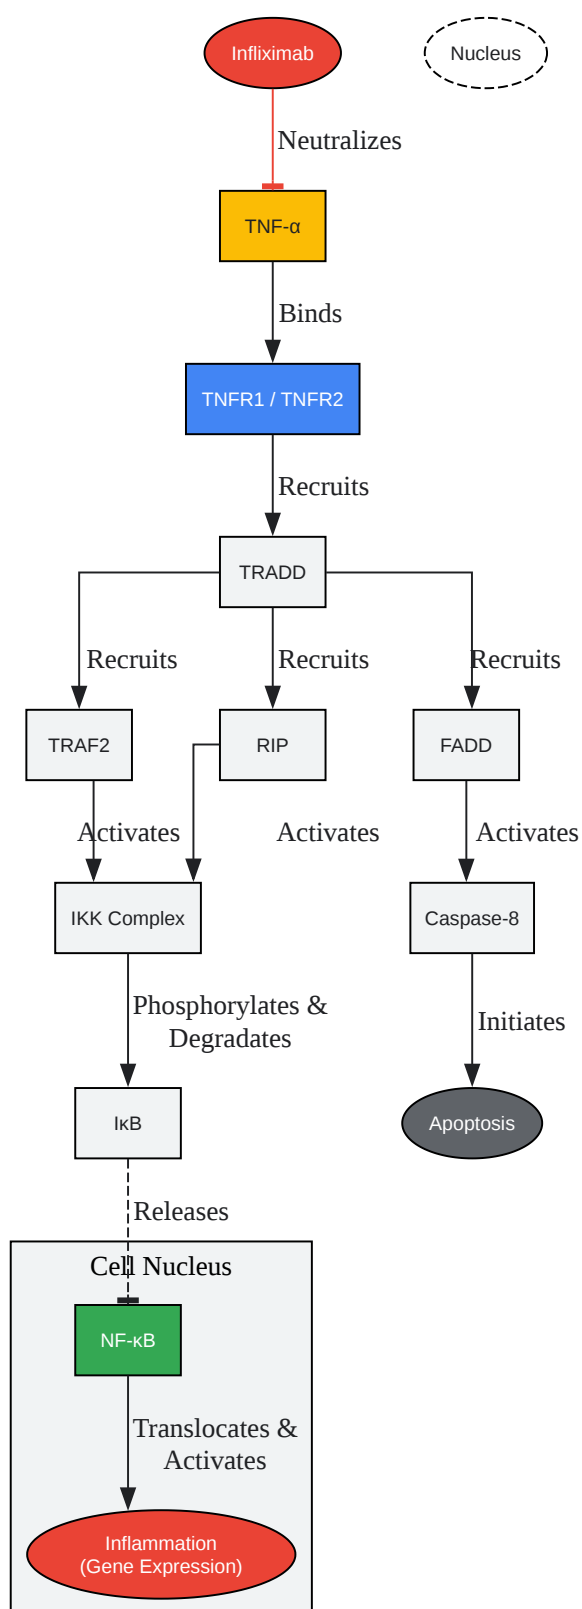 Infliximab
Nucleus
Neutralizes
TNF-α
Binds
TNFR1 / TNFR2
Recruits
TRADD
Recruits
Recruits
Recruits
TRAF2
RIP
FADD
Activates
Activates
Activates
IKK Complex
Caspase-8
Phosphorylates &
Degradates
Initiates
IκB
Apoptosis
Releases
Cell Nucleus
NF-κB
Translocates &
Activates
Inflammation
(Gene Expression)